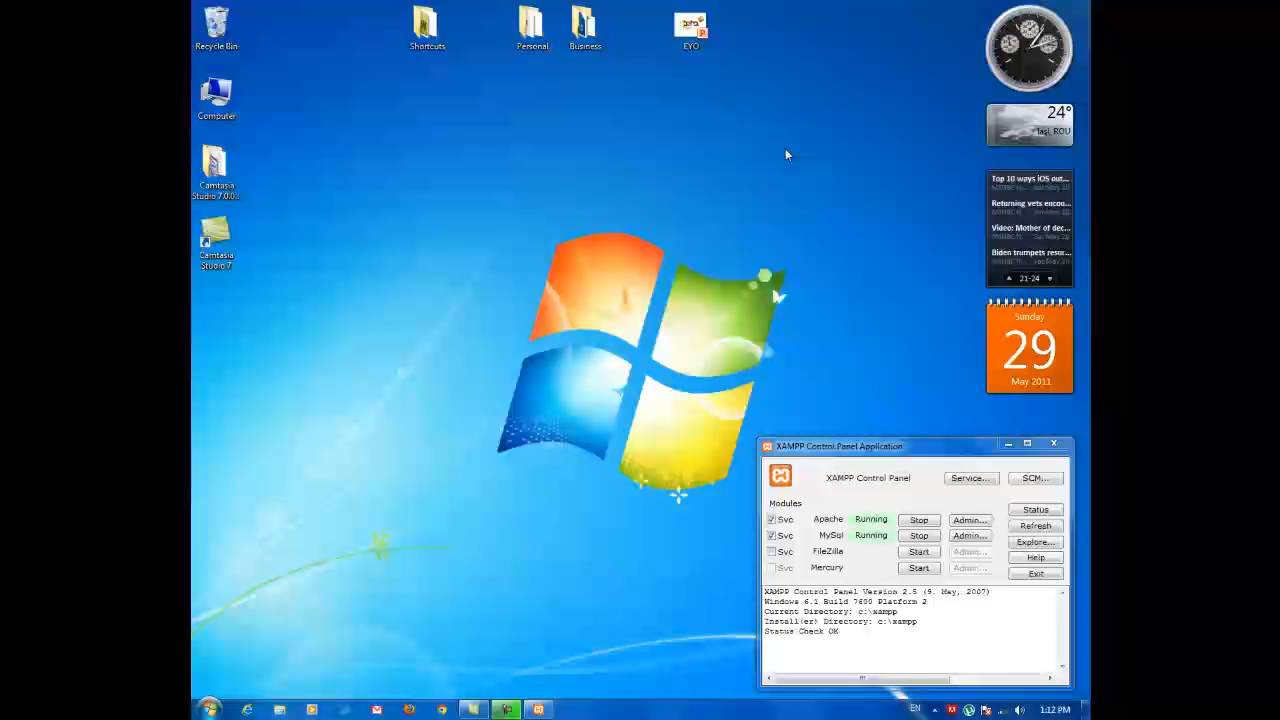 Recycle Bin
Shortcuts
Personal
Business
EYO
Computer
Camtasia
Studio 7.0.0...
Camtasia
Studio 7
24°
Iaşi, ROU
Top 10 ways iOS out...
Returning vets encou...
Video: Mother of dec...
Biden trumpets resur...
21-24
Sunday
29
May 2011
XAMPP Control Panel Application
XAMPP Control Panel
Service...
SCM...
Modules
Svc Apache Running Stop Admin...
Svc MySql Running Stop Admin...
Svc FileZilla Start Admin...
Svc Mercury Start Admin...
Status
Refresh
Explore...
Help
Exit
XAMPP Control Panel Version 2.5 (9. May, 2007)
Windows 6.1 Build 7600 Platform 2
Current Directory: c:\xampp
Install(er) Directory: c:\xampp
Status Check OK
EN
1:12 PM